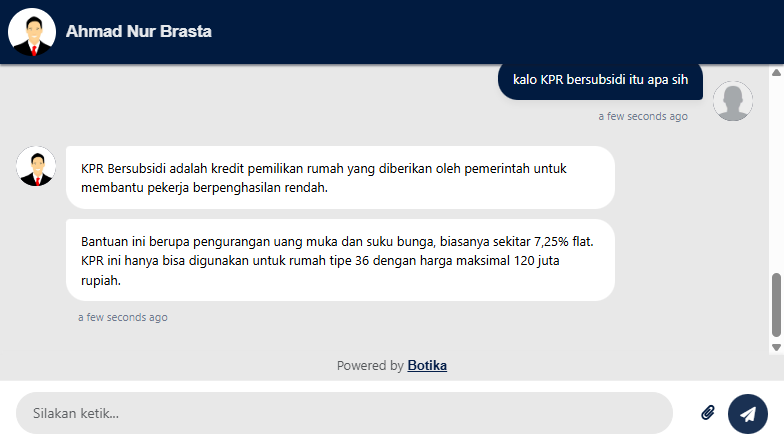 Ahmad Nur Brasta
kalo KPR bersubsidi itu apa sih
a few seconds ago
KPR Bersubsidi adalah kredit pemilikan rumah yang diberikan oleh pemerintah untuk
membantu pekerja berpenghasilan rendah.
Bantuan ini berupa pengurangan uang muka dan suku bunga, biasanya sekitar 7,25% flat.
KPR ini hanya bisa digunakan untuk rumah tipe 36 dengan harga maksimal 120 juta
rupiah.
a few seconds ago
Powered by Botika
Silakan ketik...